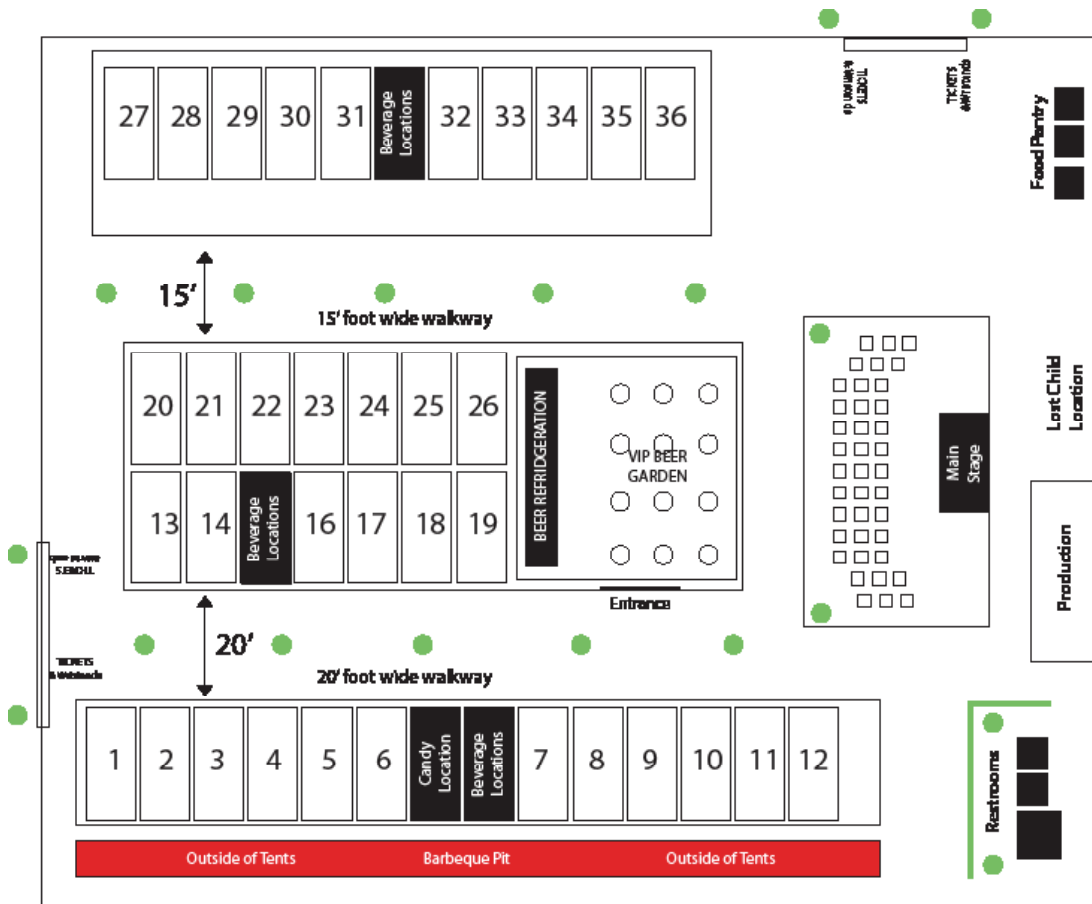 27 28 29 30 31
Beverage
Locations
32 33 34 35 36
TICKETS
Food Pantry
15'
15' foot wide walkway
20 21 22 23 24 25 26
BEER REFRIDGERATION
VIP BEER
GARDEN
13 14
Beverage
Locations
16 17 18 19
Entrance
Main
Stage
Lost Child
Location
Production
TICKETS
20'
20' foot wide walkway
1 2 3 4 5 6
Candy
Location
Beverage
Locations
7 8 9 10 11 12
Restrooms
Outside of Tents
Barbeque Pit
Outside of Tents